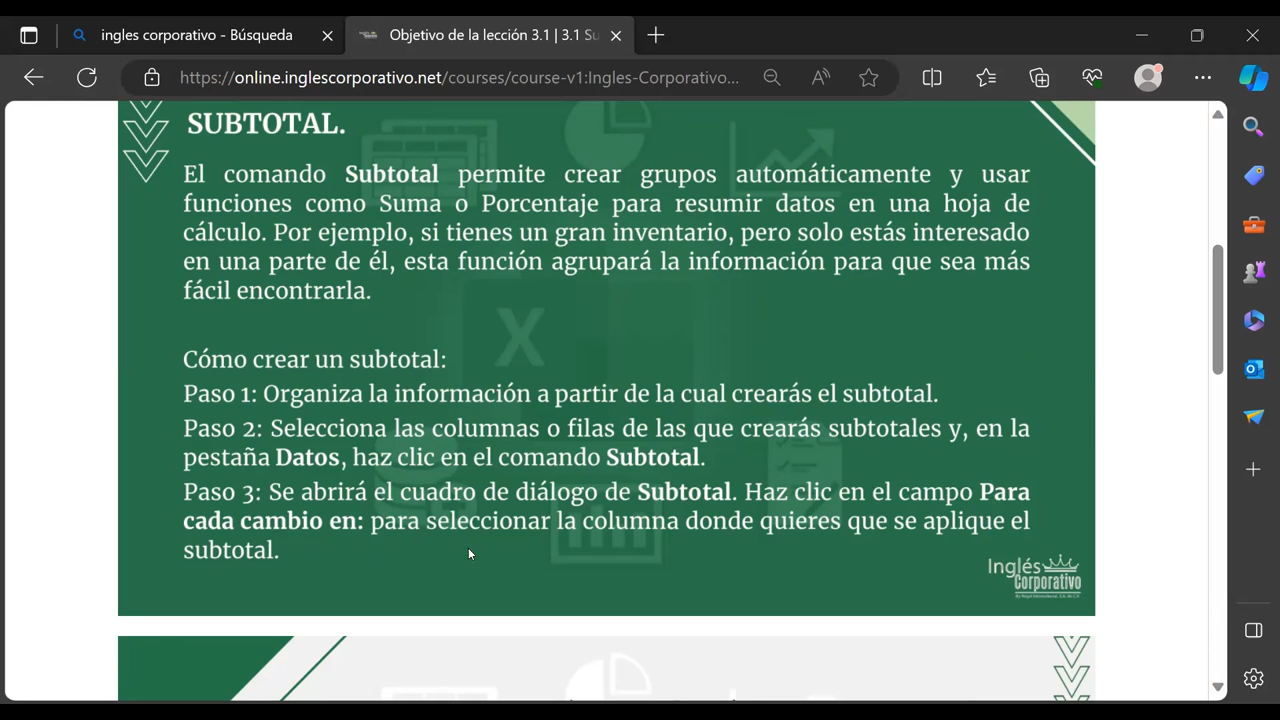 ingles corporativo - Búsqueda
Objetivo de la lección 3.1 | 3.1 Su
https://online.inglescorporativo.net/courses/course-v1:Ingles-Corporativo...
SUBTOTAL.
El comando Subtotal permite crear grupos automáticamente y usar
funciones como Suma o Porcentaje para resumir datos en una hoja de
cálculo. Por ejemplo, si tienes un gran inventario, pero solo estás interesado
en una parte de él, esta función agrupará la información para que sea más
fácil encontrarla.
Cómo crear un subtotal:
Paso 1: Organiza la información a partir de la cual crearás el subtotal.
Paso 2: Selecciona las columnas o filas de las que crearás subtotales y, en la
pestaña Datos, haz clic en el comando Subtotal.
Paso 3: Se abrirá el cuadro de diálogo de Subtotal. Haz clic en el campo Para
cada cambio en: para seleccionar la columna donde quieres que se aplique el
subtotal.
Inglés
Corporativo